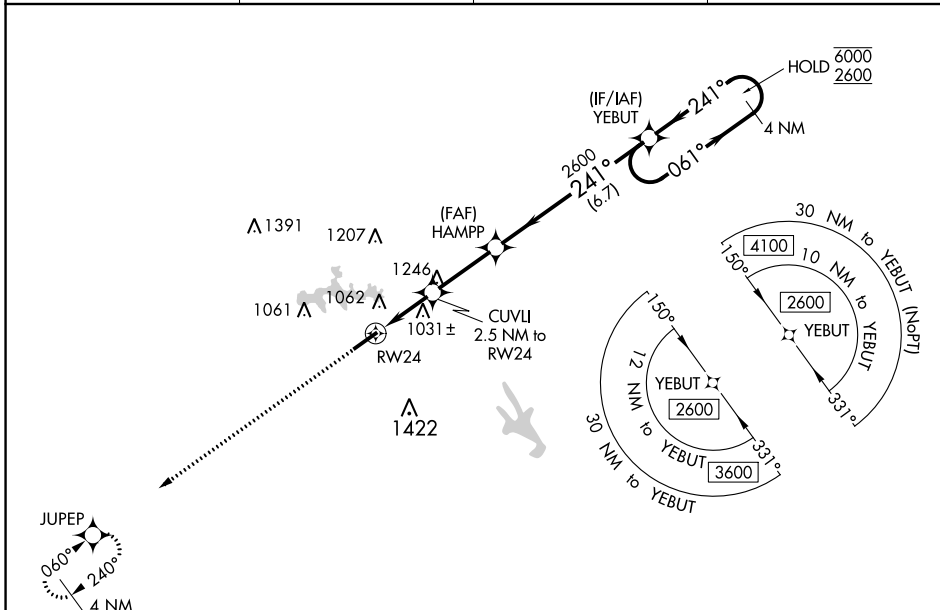 HOLD 6000
2600
(IF/IAF)
YEBUT
241°
4 NM
061°
2600
241°
(6.7)
(FAF)
HAMPP
1391
1207
1246
1062
1061
1031 ±
CUVLI
2.5 NM to
RW24
RW24
1422
30 NM to YEBUT (NoPT)
4100
150°
10 NM to YEBUT
2600
YEBUT
331°
150°
YEBUT
2600
12 NM to YEBUT
331°
3600
30 NM to YEBUT
JUPEP
060°
240°
4 NM